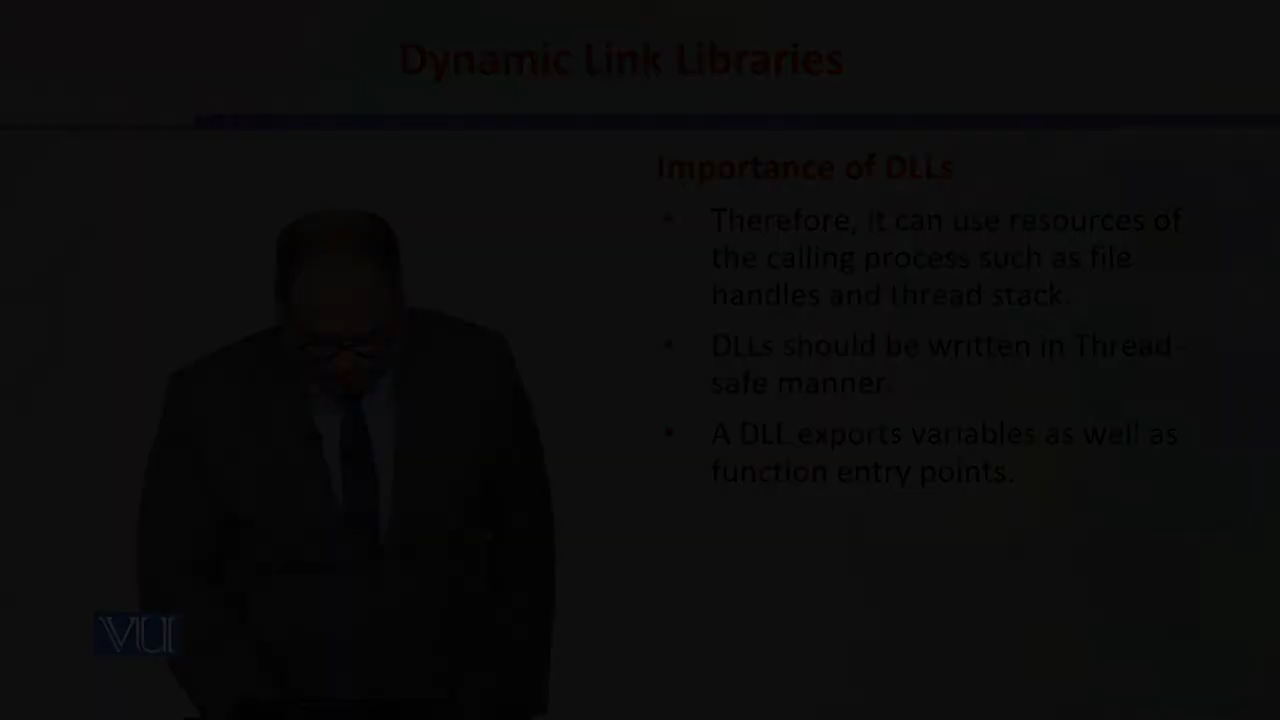 Dynamic Link Libraries
Importance of DLLs
• Therefore, it can use resources of
the calling process such as file
handles and thread stack.
• DLLs should be written in Thread-
safe manner.
• A DLL exports variables as well as
function entry points.
VU